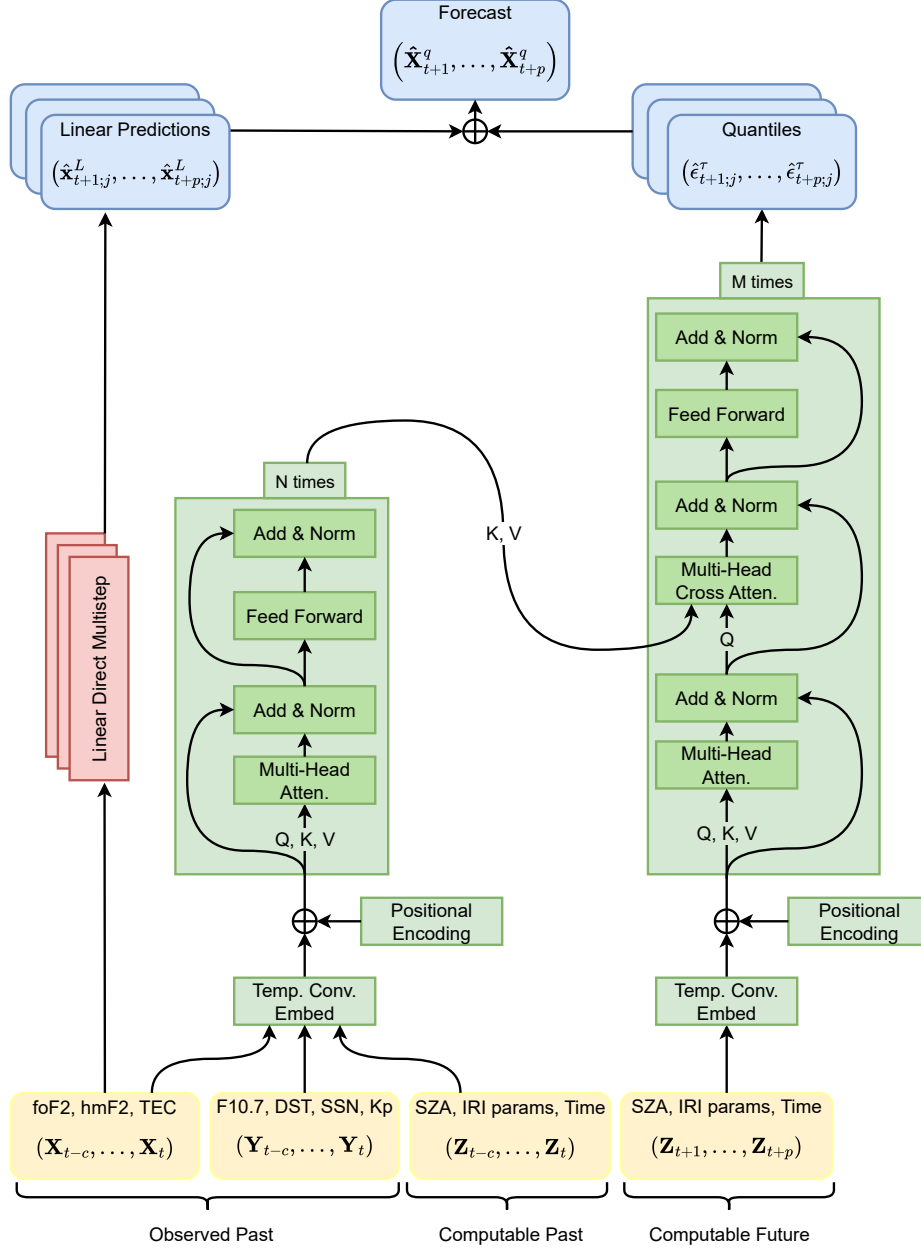 Forecast
(X̂^q_{t+1}, . . . , X̂^q_{t+p})
Linear Predictions
(x̂^L_{t+1;j}, . . . , x̂^L_{t+p;j})
Quantiles
(ε̂^τ_{t+1;j}, . . . , ε̂^τ_{t+p;j})
M times
Add & Norm
Feed Forward
Add & Norm
Multi-Head
Cross Atten.
Q
Add & Norm
Multi-Head
Atten.
Q, K, V
K, V
N times
Add & Norm
Feed Forward
Add & Norm
Multi-Head
Atten.
Q, K, V
Linear Direct Multistep
Positional
Encoding
Positional
Encoding
Temp. Conv.
Embed
Temp. Conv.
Embed
foF2, hmF2, TEC
(X_{t-c}, . . . , X_t)
F10.7, DST, SSN, Kp
(Y_{t-c}, . . . , Y_t)
SZA, IRI params, Time
(Z_{t-c}, . . . , Z_t)
SZA, IRI params, Time
(Z_{t+1}, . . . , Z_{t+p})
Observed Past
Computable Past
Computable Future